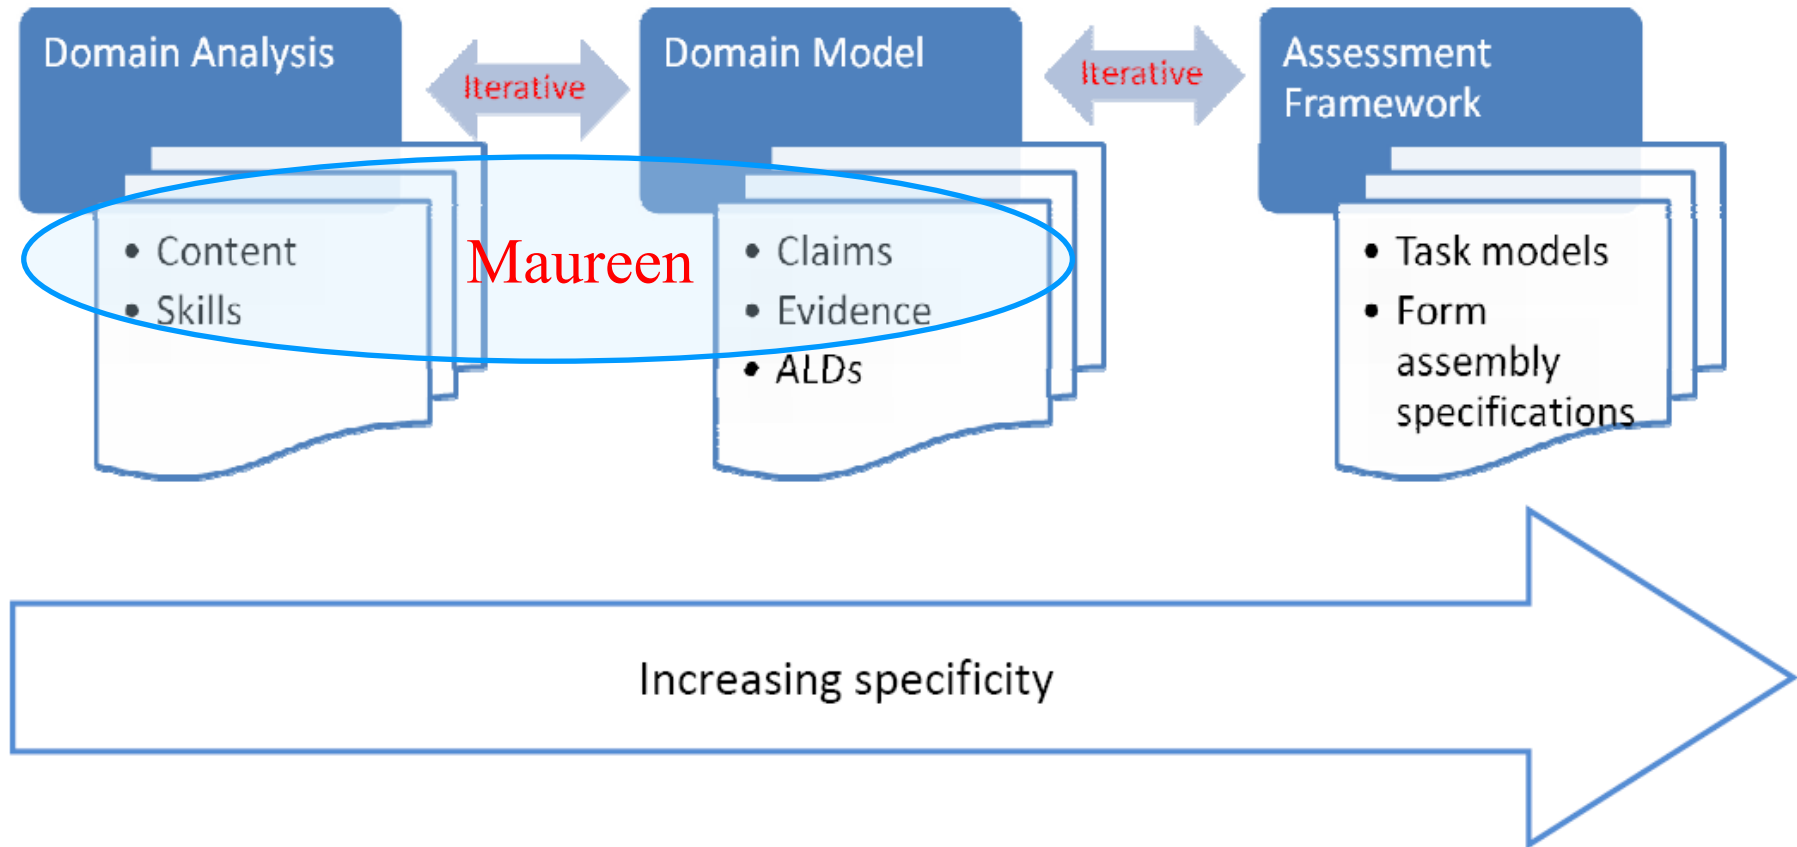 Domain Analysis
Iterative
Domain Model
Iterative
Assessment
Framework
• Content
• Skills
Maureen
• Claims
• Evidence
• ALDs
• Task models
• Form
assembly
specifications
Increasing specificity